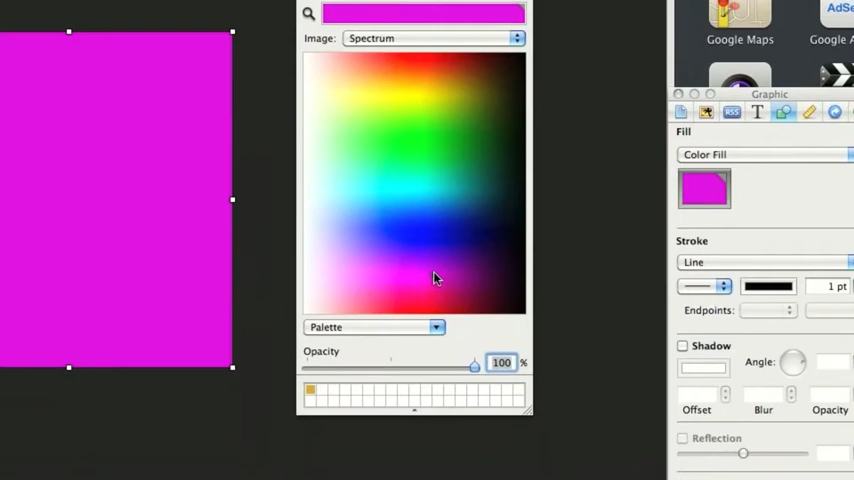 Image: Spectrum
Palette
Opacity
100 %
Google Maps
Google A
AdSe
Graphic
RSS T
Fill
Color Fill
Stroke
Line
1 pt
Endpoints:
Shadow
Angle:
Offset Blur Opacity
Reflection